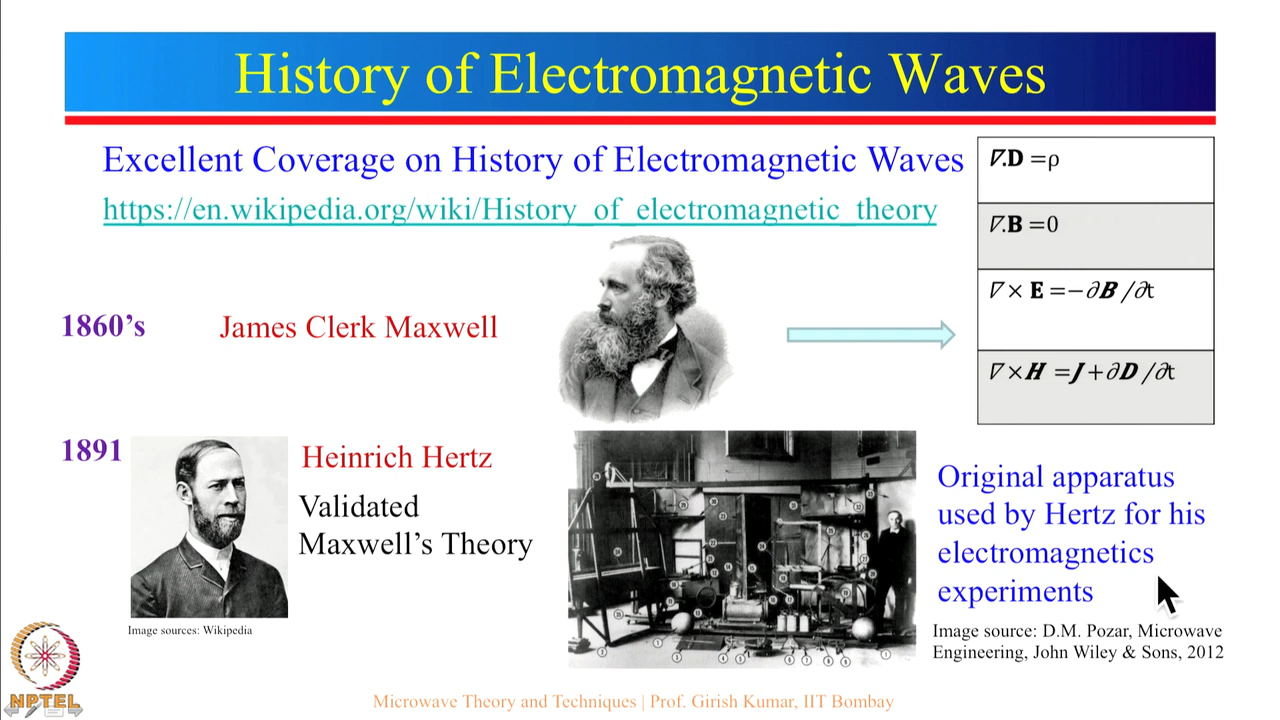 History of Electromagnetic Waves
Excellent Coverage on History of Electromagnetic Waves
https://en.wikipedia.org/wiki/History_of_electromagnetic_theory
∇.D =ρ
∇.B =0
∇× E =−∂B /∂t
∇×H =J+∂D /∂t
1860’s
James Clerk Maxwell
1891
Heinrich Hertz
Validated
Maxwell’s Theory
Image sources: Wikipedia
Original apparatus
used by Hertz for his
electromagnetics
experiments
Image source: D.M. Pozar, Microwave
Engineering, John Wiley & Sons, 2012
NPTEL
Microwave Theory and Techniques | Prof. Girish Kumar, IIT Bombay